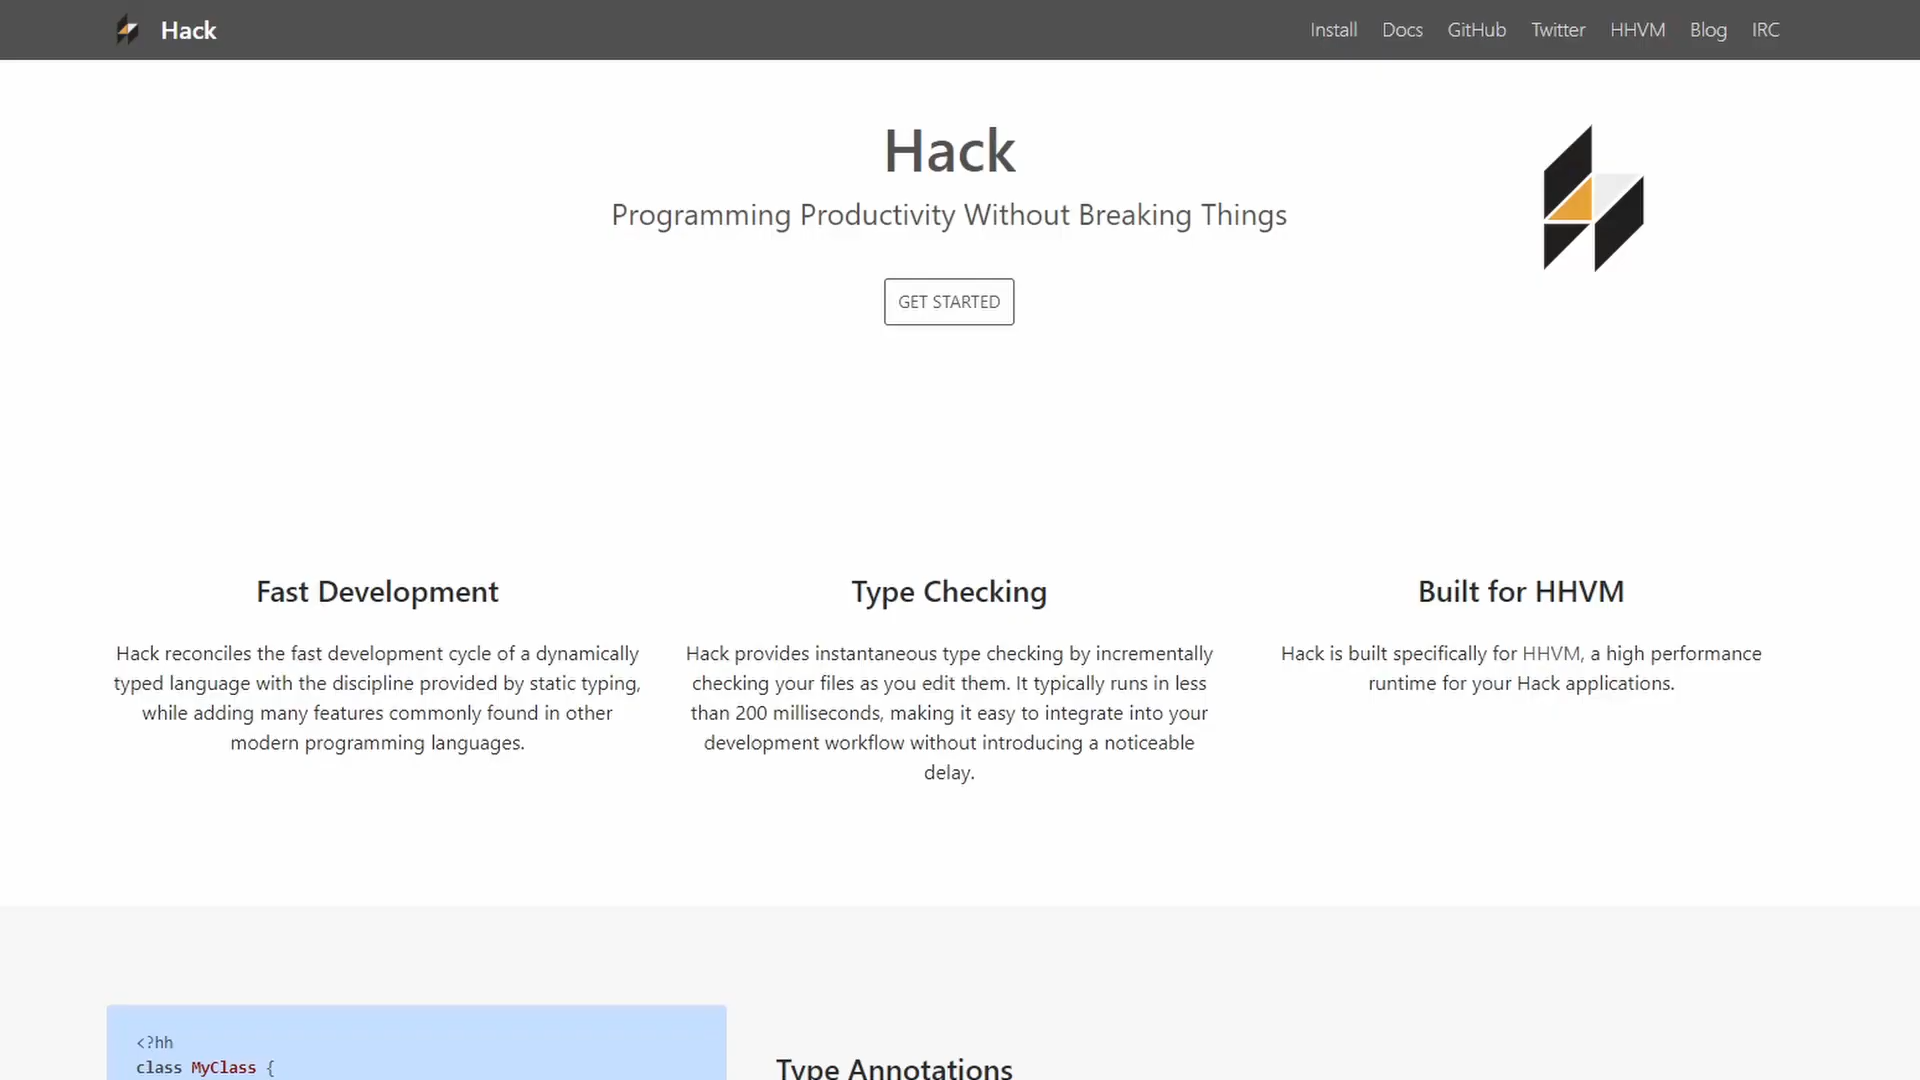 Hack
Install Docs GitHub Twitter HHVM Blog IRC
Hack
Programming Productivity Without Breaking Things
GET STARTED
Fast Development
Hack reconciles the fast development cycle of a dynamically
typed language with the discipline provided by static typing,
while adding many features commonly found in other
modern programming languages.
Type Checking
Hack provides instantaneous type checking by incrementally
checking your files as you edit them. It typically runs in less
than 200 milliseconds, making it easy to integrate into your
development workflow without introducing a noticeable
delay.
Built for HHVM
Hack is built specifically for HHVM, a high performance
runtime for your Hack applications.
<?hh
class MyClass {
Type Annotations